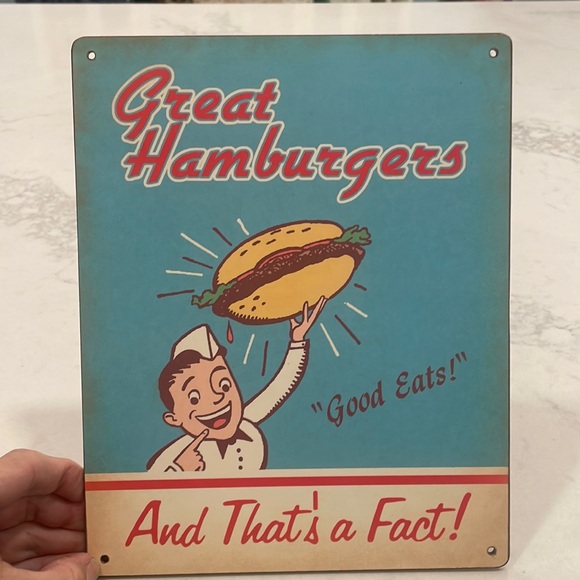 Great
Hamburgers
"Good Eats!"
And That's a Fact!